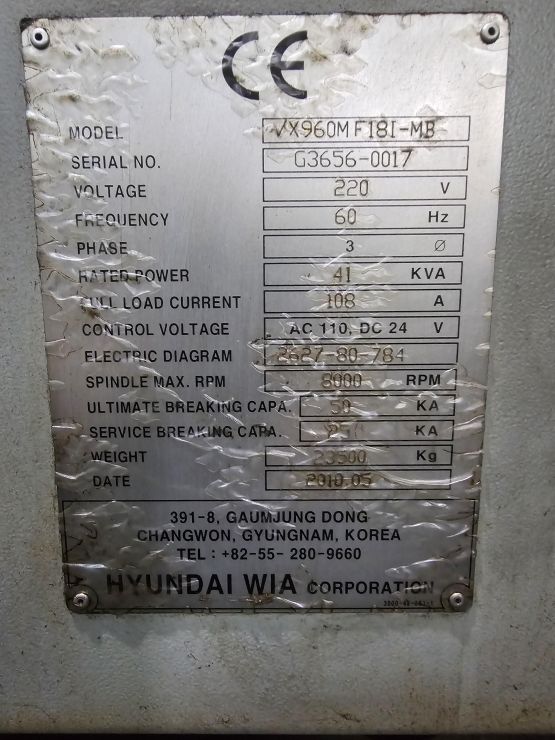 CE
MODEL VX960M F18I-MB
SERIAL NO. G3656-0017
VOLTAGE 220 V
FREQUENCY 60 Hz
PHASE 3 Ø
RATED POWER 41 KVA
FULL LOAD CURRENT 108 A
CONTROL VOLTAGE AC 110, DC 24 V
ELECTRIC DIAGRAM 2627-80-784
SPINDLE MAX. RPM 8000 RPM
ULTIMATE BREAKING CAPA. 50 KA
SERVICE BREAKING CAPA. 25 KA
WEIGHT 23500 Kg
DATE 2010.05
391-8, GAUMJUNG DONG
CHANGWON, GYUNGNAM, KOREA
TEL : +82-55- 280-9660
HYUNDAI WIA CORPORATION